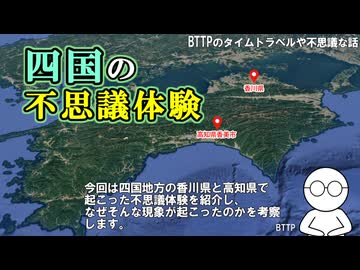 BTTPのタイムトラベルや不思議な話
四国の
不思議体験
香川県
高知県香美市
今回は四国地方の香川県と高知県で
起こった不思議体験を紹介し、
なぜそんな現象が起こったのかを考察
します。
BTTP